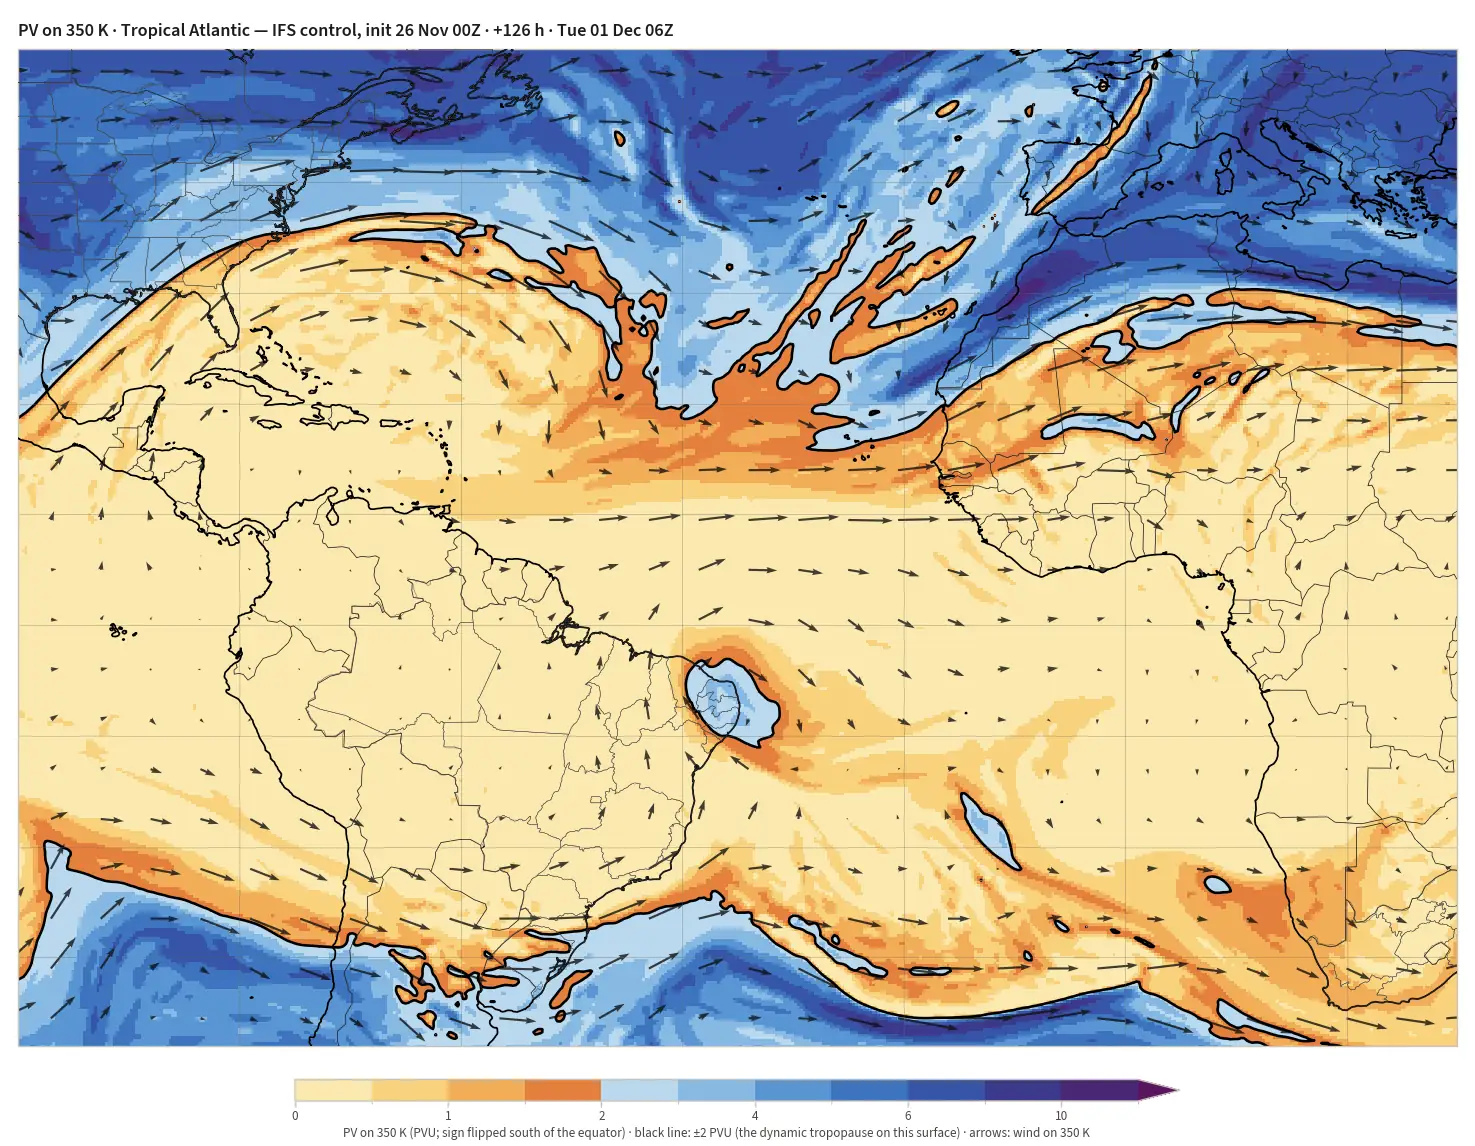 PV on 350 K · Tropical Atlantic — IFS control, init 26 Nov 00Z · +126 h · Tue 01 Dec 06Z
0 1 2 4 6 10
PV on 350 K (PVU; sign flipped south of the equator) · black line: ±2 PVU (the dynamic tropopause on this surface) · arrows: wind on 350 K